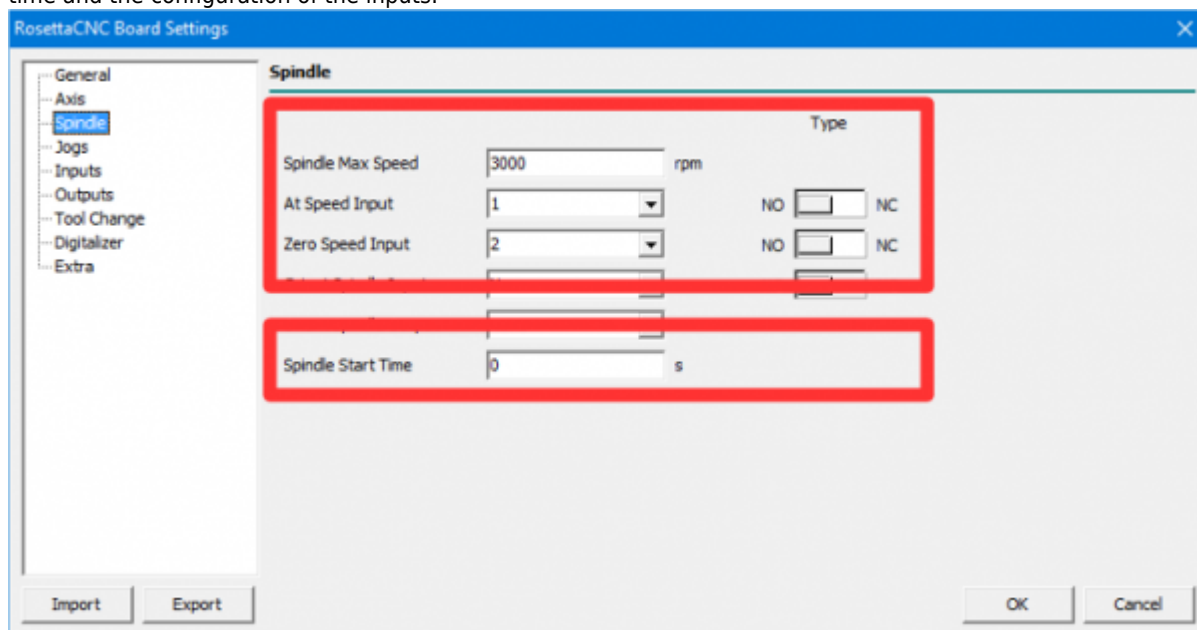 time and the configuration of the inputs.
RosettaCNC Board Settings
General
Axis
Spindle
Jogs
Inputs
Outputs
Tool Change
Digitalizer
Extra
Spindle
Type
Spindle Max Speed 3000 rpm
At Speed Input 1 NO NC
Zero Speed Input 2 NO NC
Spindle Start Time 0 s
Import Export OK Cancel